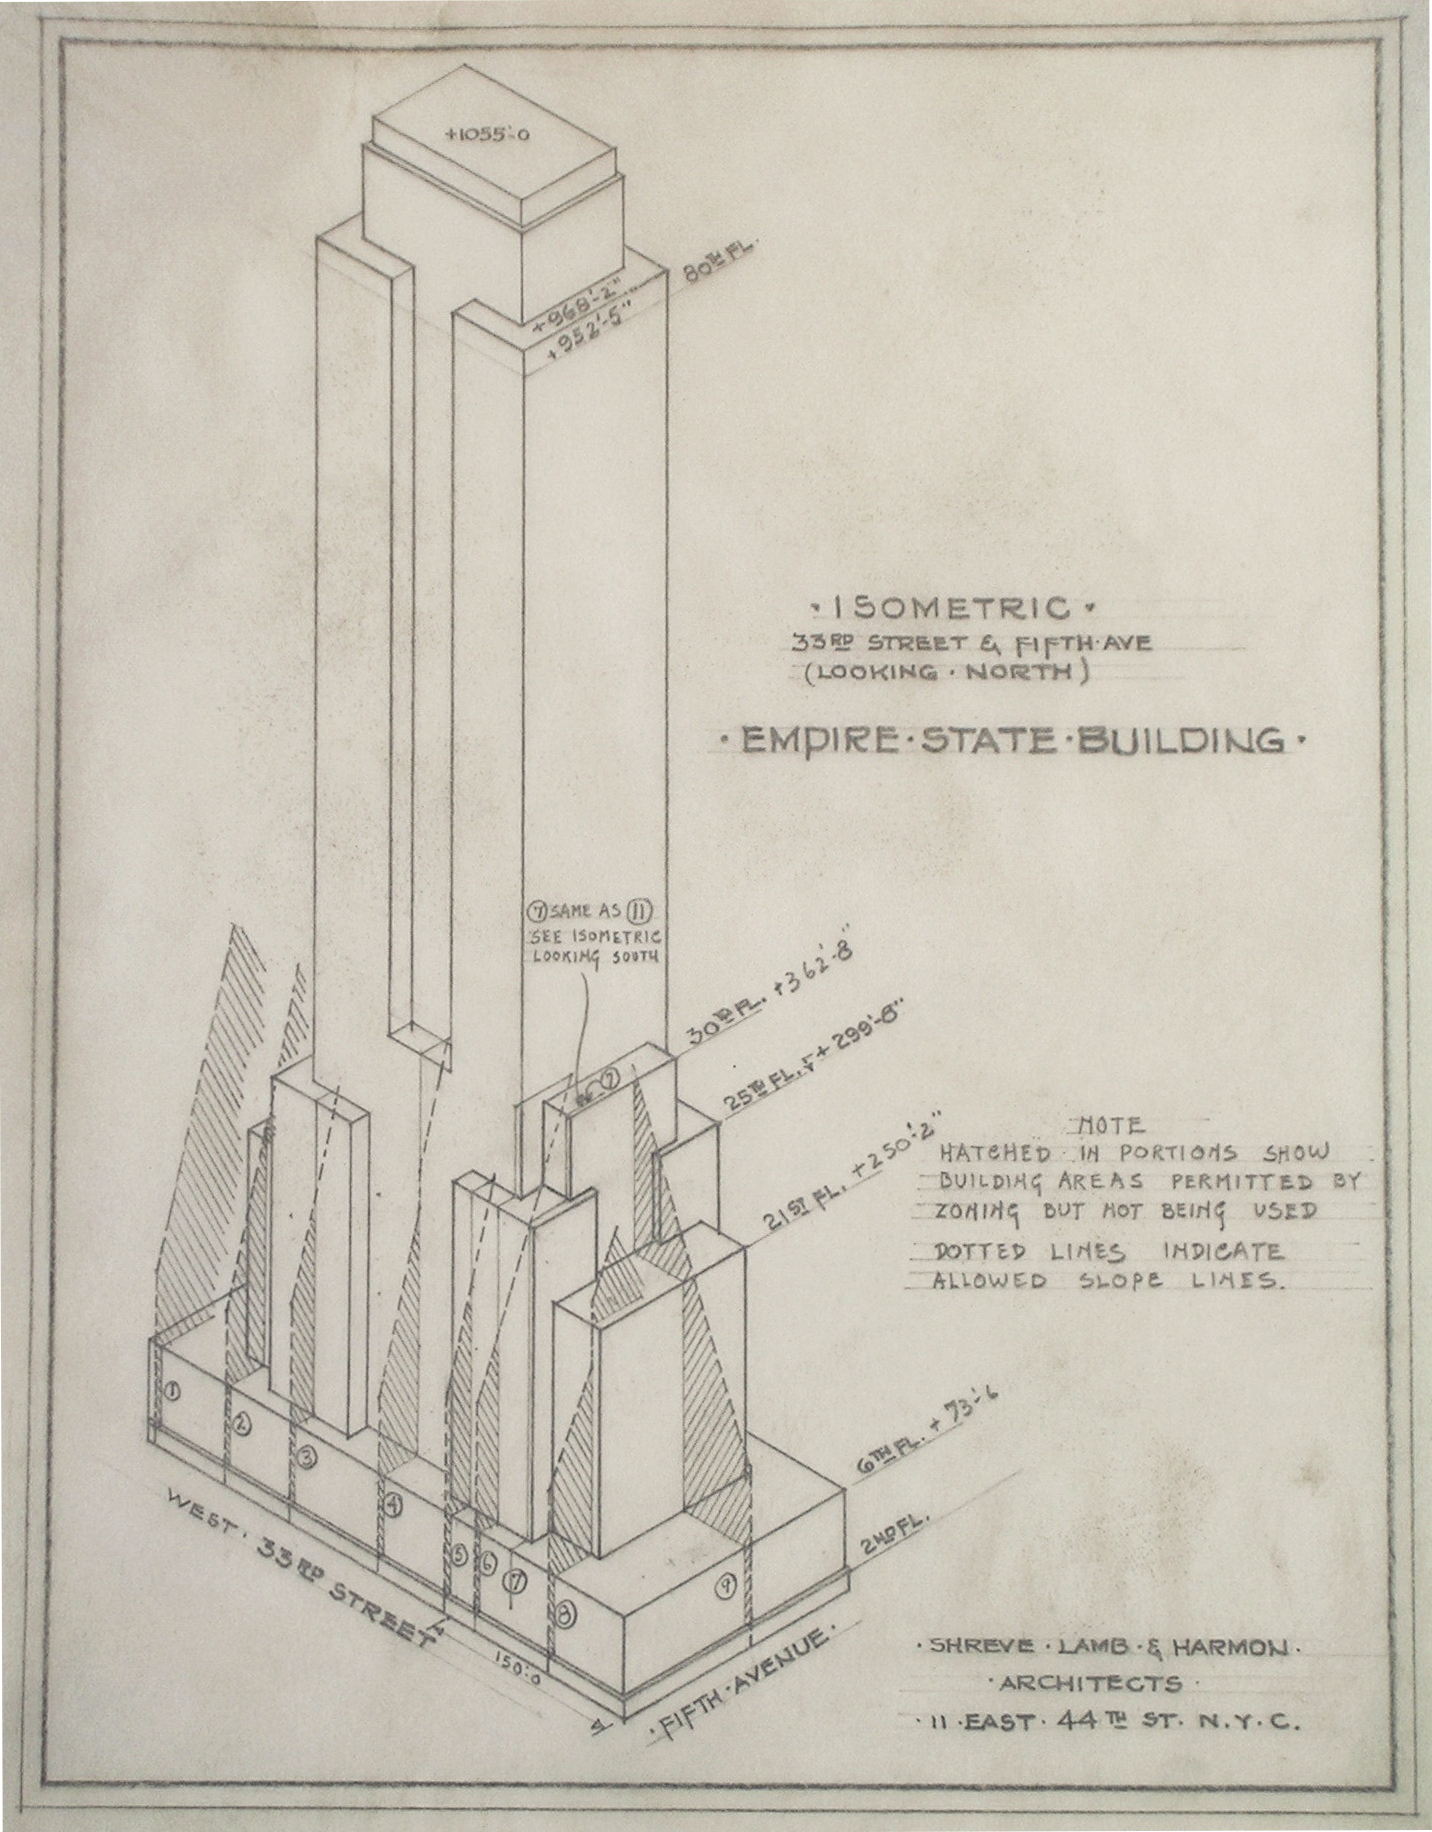 +1055'-0
80TH FL.
+968'-2"
+952'-5"
·ISOMETRIC·
33RD STREET & FIFTH·AVE
(LOOKING·NORTH)
·EMPIRE·STATE·BUILDING·
7 SAME AS 11
SEE ISOMETRIC
LOOKING SOUTH
30TH FL. +362'-8"
25TH FL. + 299'-8"
21ST FL. +250'-2"
7
NOTE
HATCHED IN PORTIONS SHOW
BUILDING AREAS PERMITTED BY
ZONING BUT NOT BEING USED
DOTTED LINES INDICATE
ALLOWED SLOPE LINES.
6TH FL. + 73'-6
2ND FL.
1
2
3
4
5
6
7
8
9
WEST·33RD STREET
150'-0
·FIFTH·AVENUE·
·SHREVE·LAMB·&·HARMON·
·ARCHITECTS·
·11·EAST·44TH ST. N.Y.C.